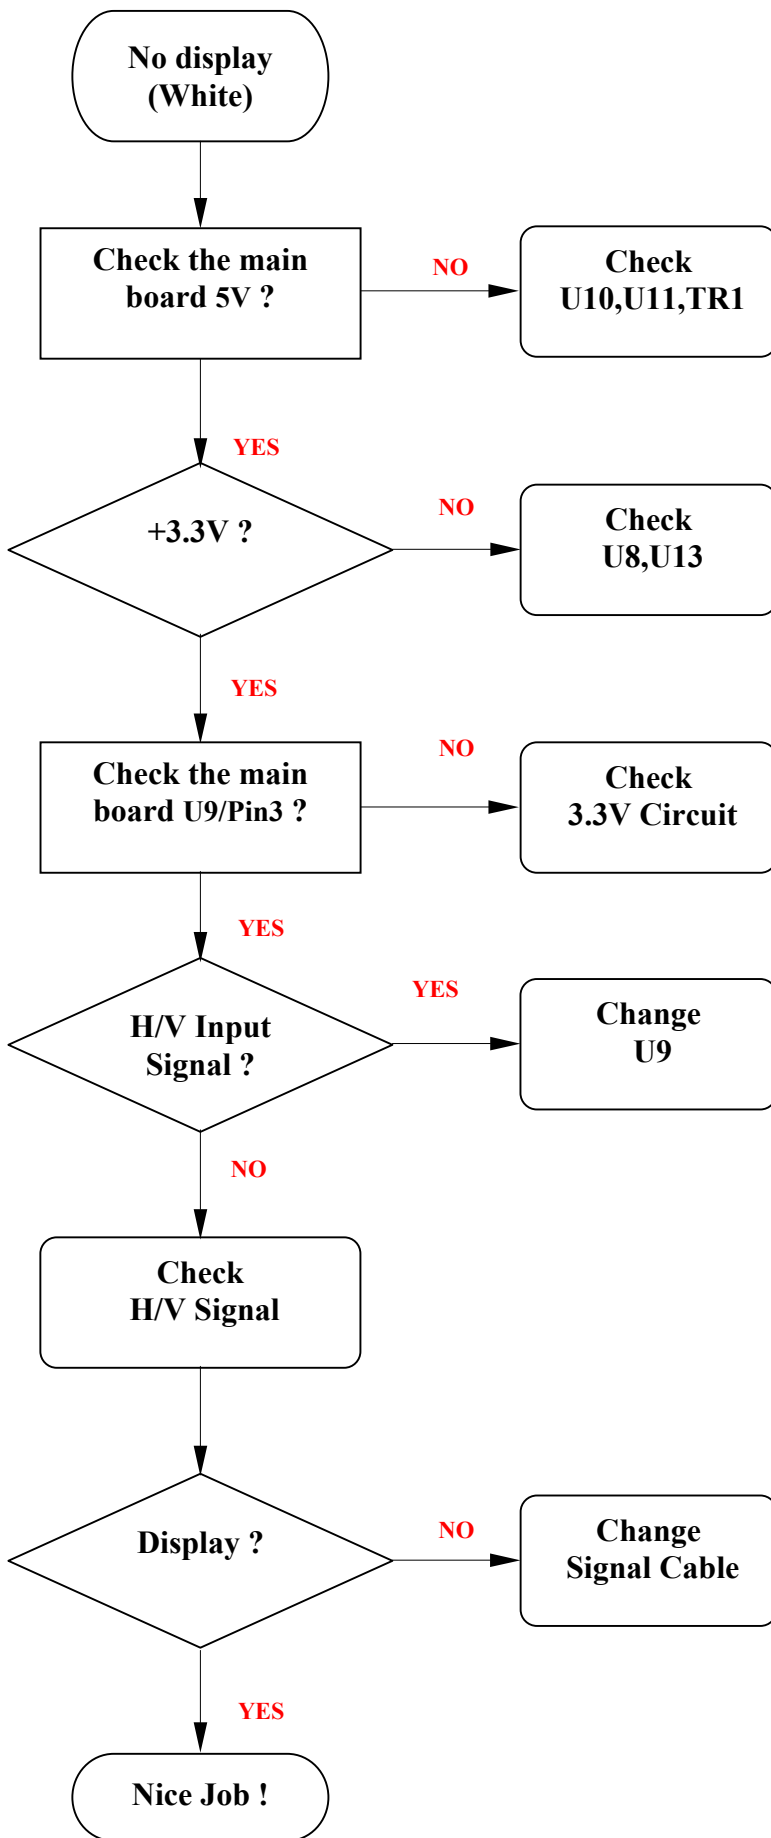 No display
(White)
Check the main
board 5V ?
NO
Check
U10,U11,TR1
YES
+3.3V ?
NO
Check
U8,U13
YES
Check the main
board U9/Pin3 ?
NO
Check
3.3V Circuit
YES
H/V Input
Signal ?
YES
Change
U9
NO
Check
H/V Signal
Display ?
NO
Change
Signal Cable
YES
Nice Job !